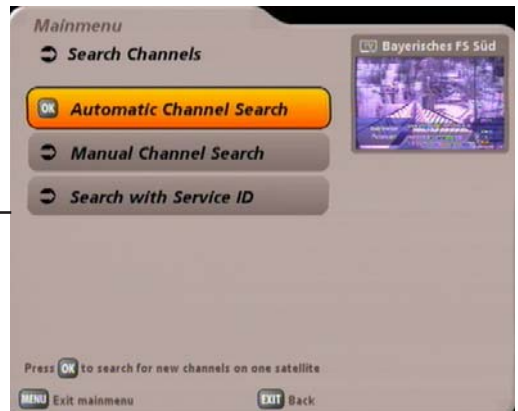 Mainmenu
Search Channels
TV Bayerisches FS Süd
OK Automatic Channel Search
Manual Channel Search
Search with Service ID
Press OK to search for new channels on one satellite
MENU Exit mainmenu
EXIT Back